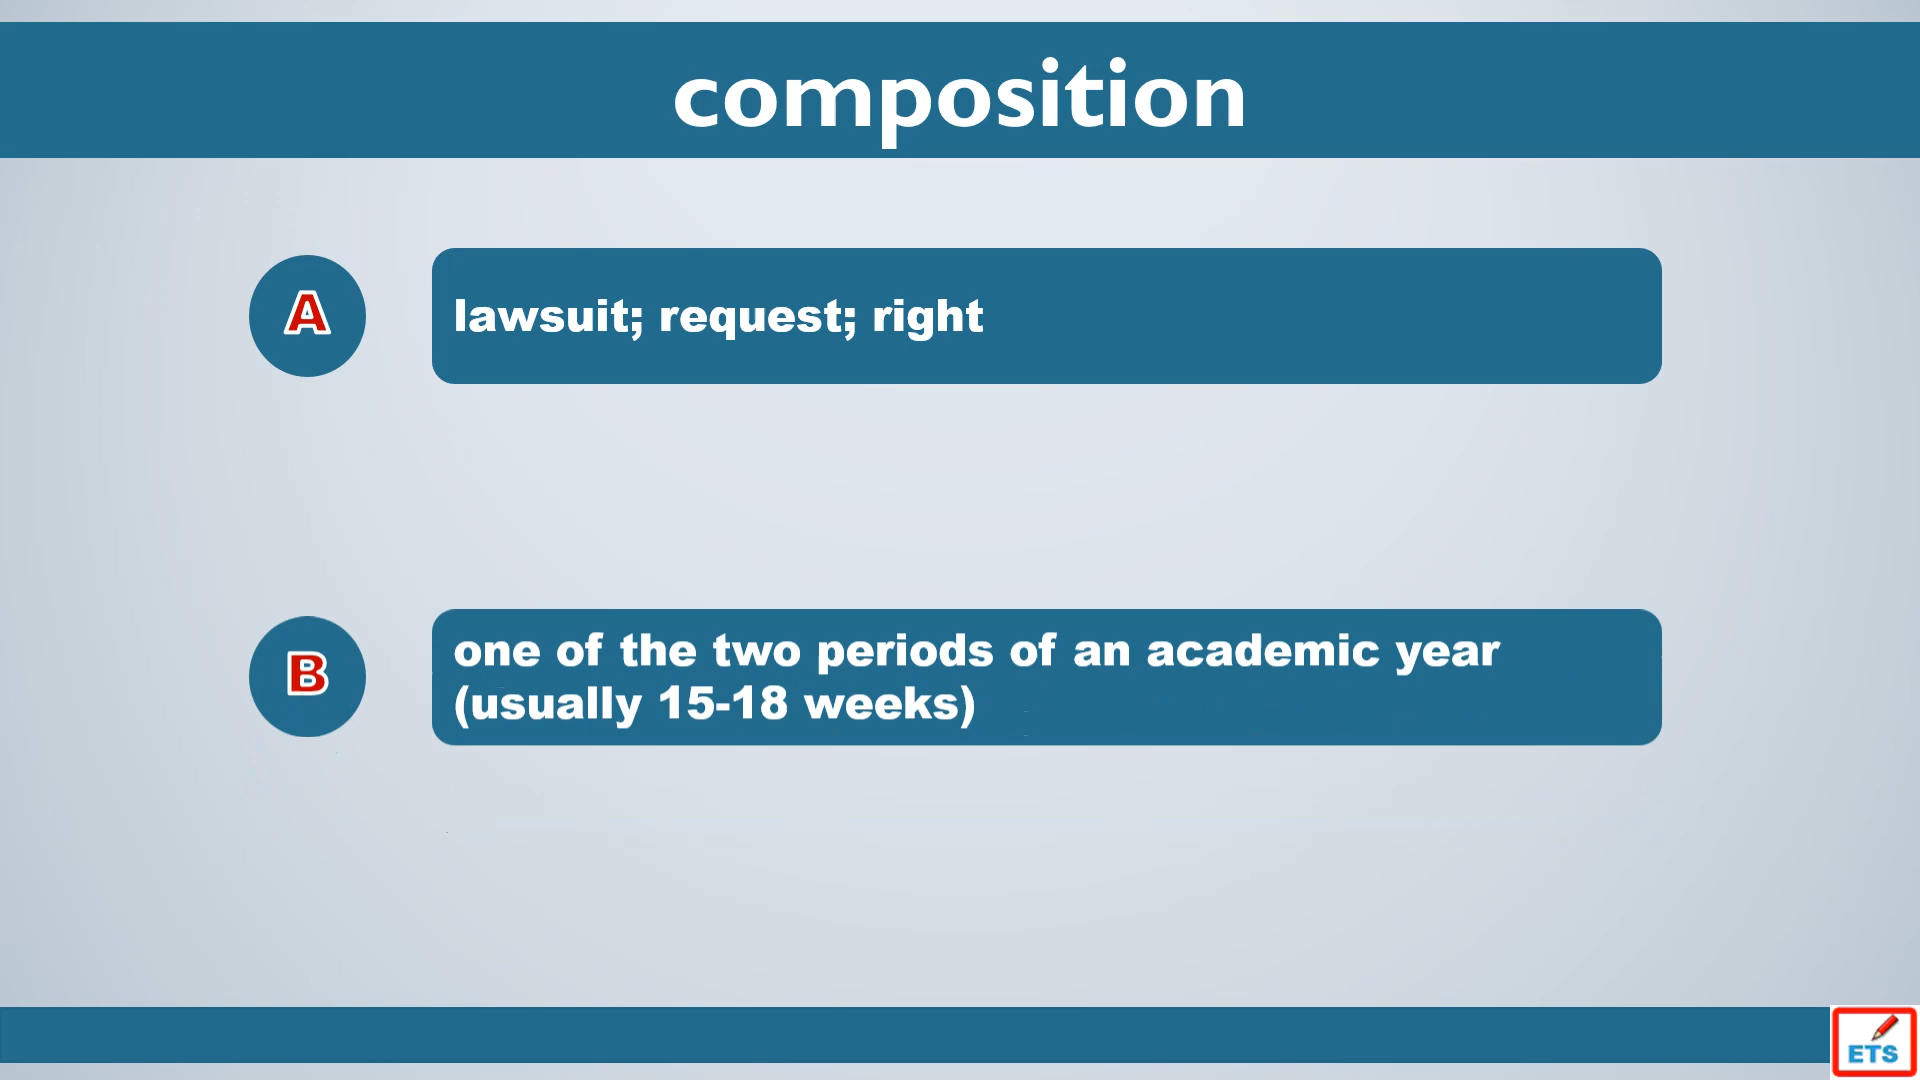 composition
A
lawsuit; request; right
B
one of the two periods of an academic year
(usually 15-18 weeks)
ETS